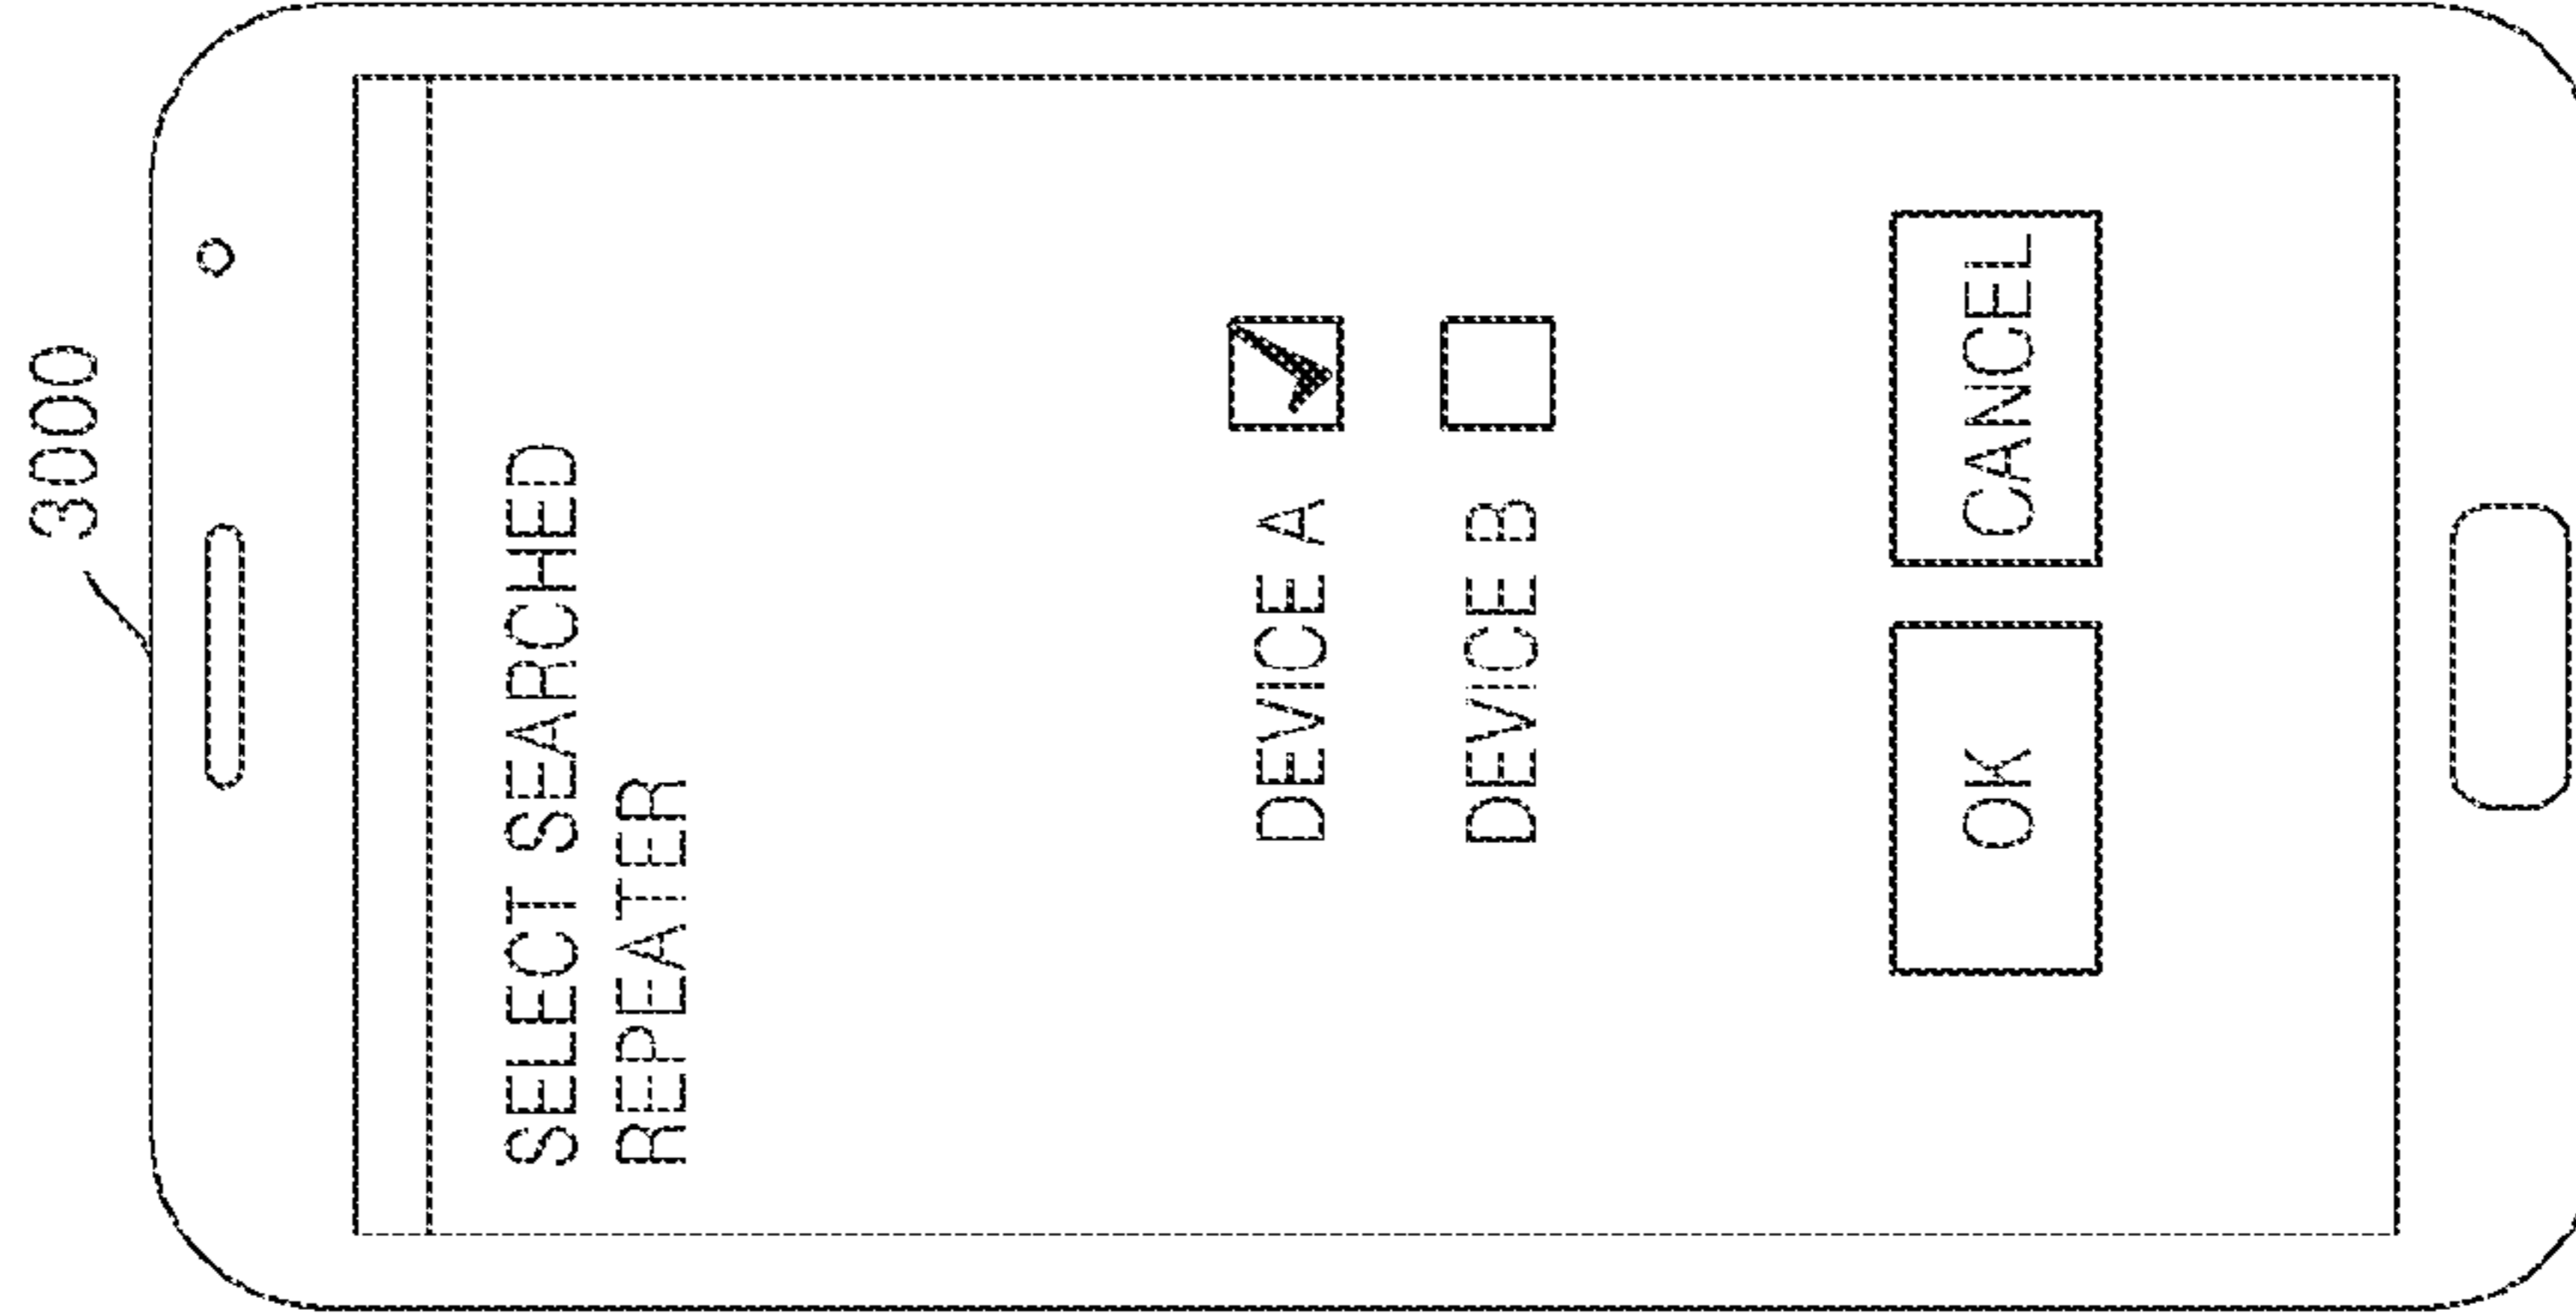 3000
SELECT SEARCHED
REPEATER
DEVICE A
DEVICE B
OK CANCEL